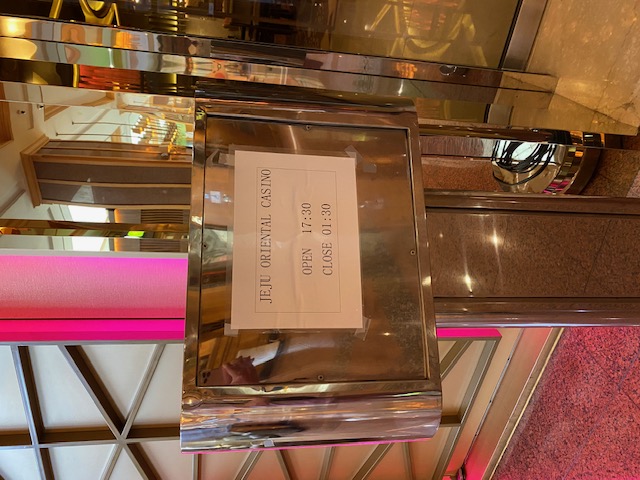 JEJU ORIENTAL CASINO
OPEN 17:30
CLOSE 01:30